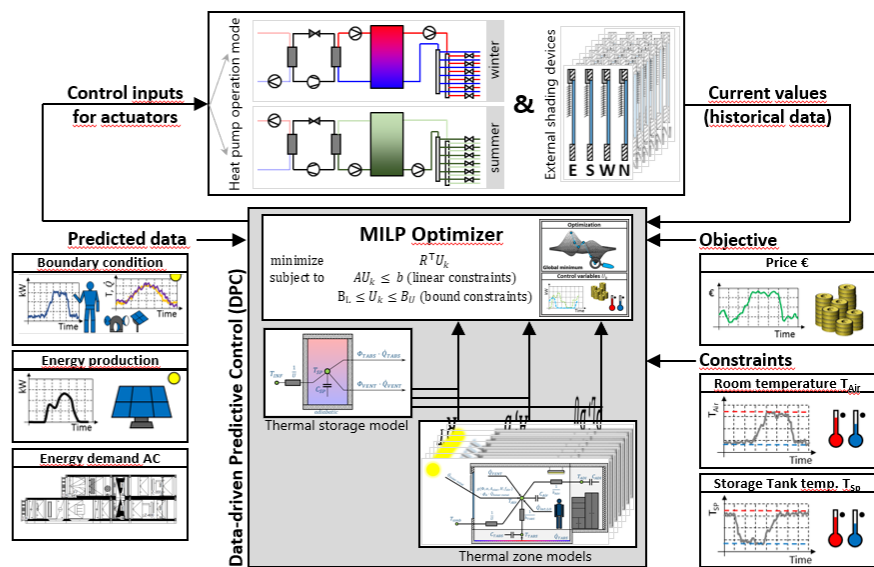 Heat pump operation mode
winter
summer
&
External shading devices
E S W N
Control inputs
for actuators
Current values
(historical data)
Predicted data
Boundary condition
kW
Time
T, Q̇
Time
Energy production
kW
Time
Energy demand AC
Data-driven Predictive Control (DPC)
MILP Optimizer
minimize RᵀU_k
subject to AU_k ≤ b (linear constraints)
B_L ≤ U_k ≤ B_U (bound constraints)
Optimization
Global minimum
Control variables U_k
Thermal storage model
Thermal zone models
Objective
Price €
€
Time
Constraints
Room temperature T_Air
T_Air
Time
Storage Tank temp. T_Sp
T_SP
Time